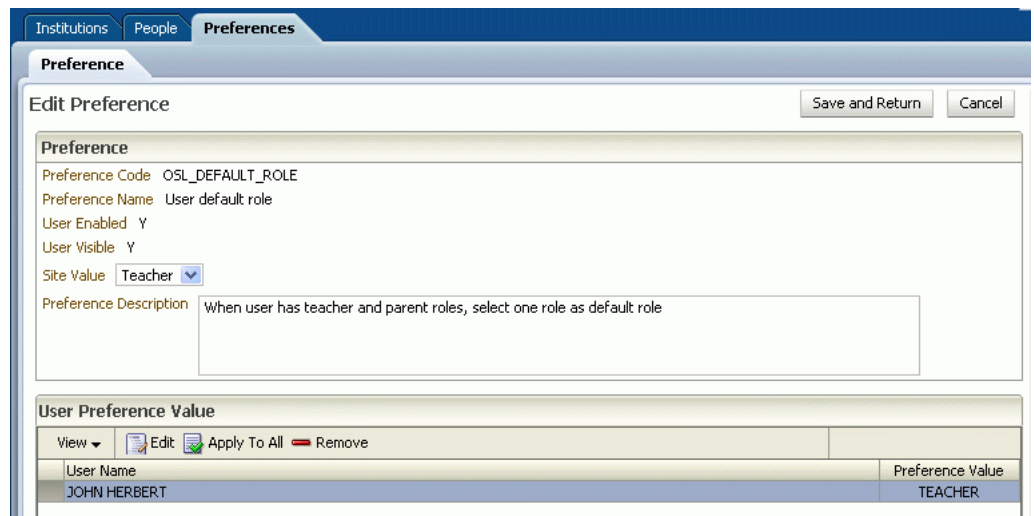 Institutions People Preferences
Preference
Edit Preference Save and Return Cancel
Preference
Preference Code OSL_DEFAULT_ROLE
Preference Name User default role
User Enabled Y
User Visible Y
Site Value Teacher
Preference Description When user has teacher and parent roles, select one role as default role
User Preference Value
View Edit Apply To All Remove
User Name Preference Value
JOHN HERBERT TEACHER